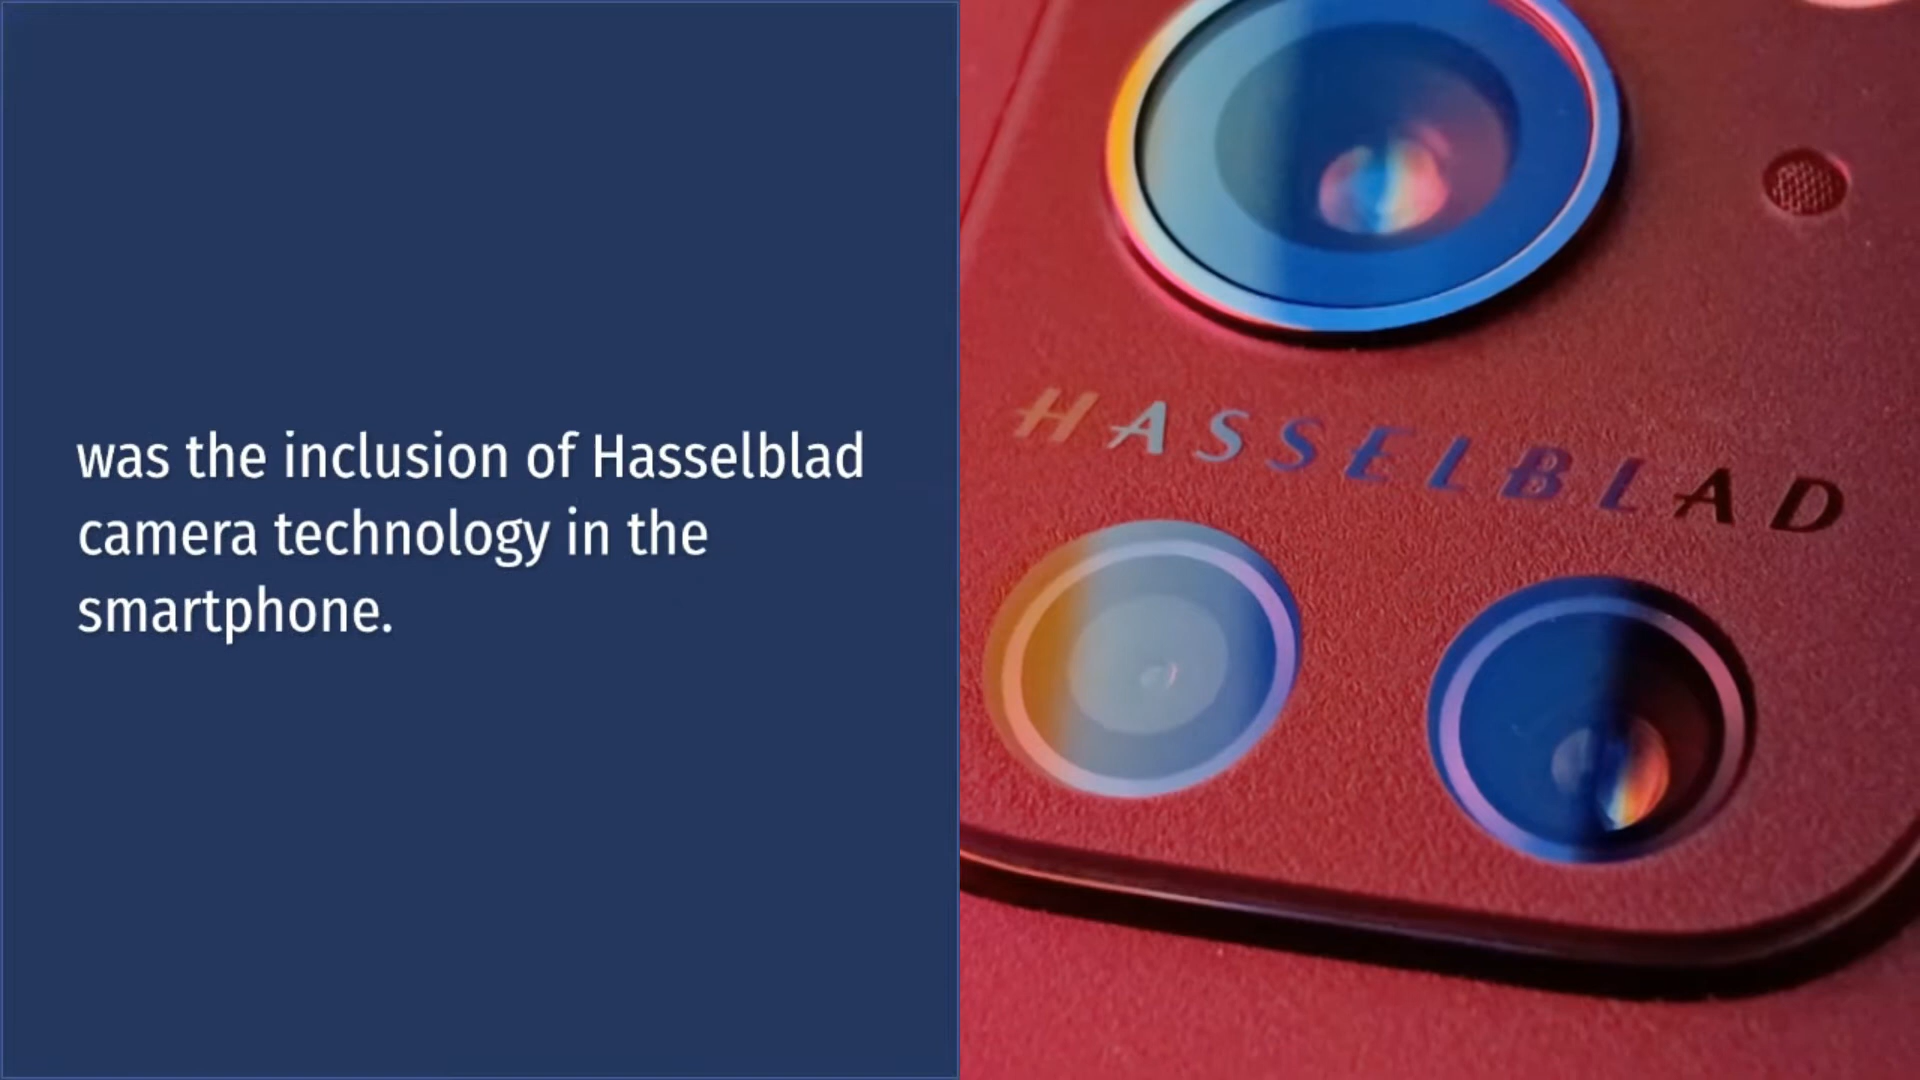 was the inclusion of Hasselblad
camera technology in the
smartphone.
HASSELBLAD